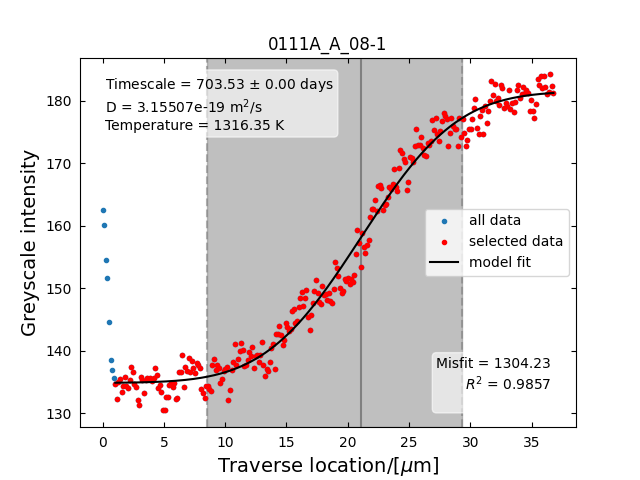 0111A_A_08-1
Timescale = 703.53 ± 0.00 days
D = 3.15507e-19 m²/s
Temperature = 1316.35 K
180
170
160
150
140
130
Greyscale intensity
all data
selected data
model fit
Misfit = 1304.23
R² = 0.9857
0 5 10 15 20 25 30 35
Traverse location/[μm]